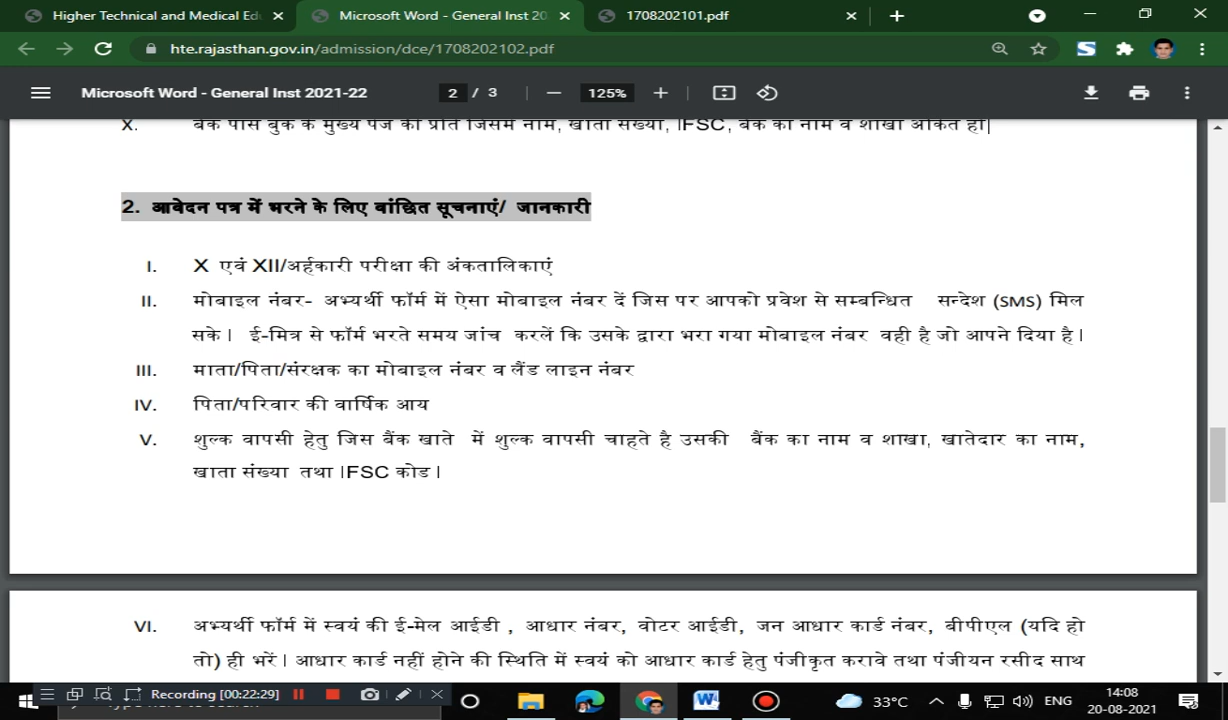 Higher Technical and Medical Ed
Microsoft Word - General Inst 20
1708202101.pdf
hte.rajasthan.gov.in/admission/dce/1708202102.pdf
Microsoft Word - General Inst 2021-22
2 / 3
125%
X. बैंक पास बुक के मुख्य पेज की प्रति जिसमें नाम, खाता संख्या, IFSC, बैंक का नाम व शाखा अंकित हो|
2. आवेदन पत्र में भरने के लिए वांछित सूचनाएं/ जानकारी
I. X एवं XII/अर्हकारी परीक्षा की अंकतालिकाएं
II. मोबाइल नंबर- अभ्यर्थी फॉर्म में ऐसा मोबाइल नंबर दें जिस पर आपको प्रवेश से सम्बन्धित सन्देश (SMS) मिल
सके। ई-मित्र से फॉर्म भरते समय जांच करलें कि उसके द्वारा भरा गया मोबाइल नंबर वही है जो आपने दिया है।
III. माता/पिता/संरक्षक का मोबाइल नंबर व लैंड लाइन नंबर
IV. पिता/परिवार की वार्षिक आय
V. शुल्क वापसी हेतु जिस बैंक खाते में शुल्क वापसी चाहते है उसकी बैंक का नाम व शाखा, खातेदार का नाम,
खाता संख्या तथा IFSC कोड।
VI. अभ्यर्थी फॉर्म में स्वयं की ई-मेल आईडी , आधार नंबर, वोटर आईडी, जन आधार कार्ड नंबर, बीपीएल (यदि हो
तो) ही भरें। आधार कार्ड नहीं होने की स्थिति में स्वयं को आधार कार्ड हेतु पंजीकृत करावे तथा पंजीयन रसीद साथ
Recording [00:22:29]
33°C
ENG
14:08
20-08-2021